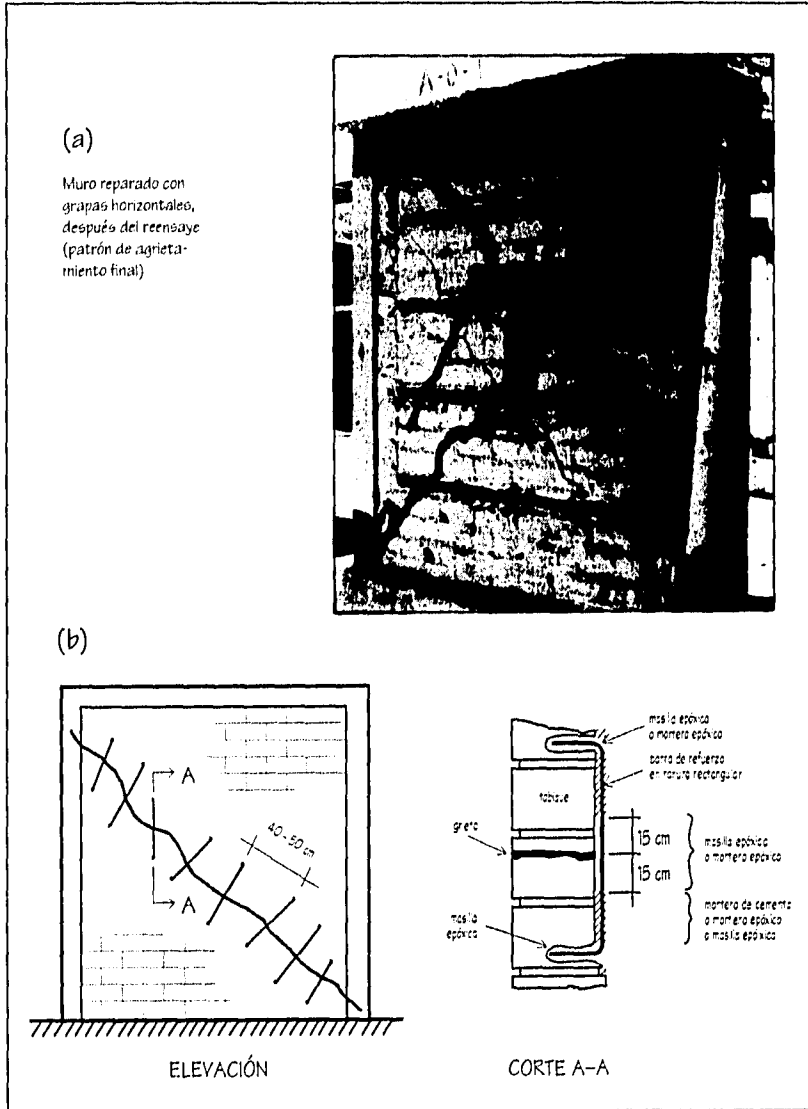 (a)
Muro reparado con
grapas horizontales,
después del reensaye
(patrón de agrieta-
miento final)
A-0-
(b)
A
A
40-50 cm
ELEVACIÓN
masilla epóxica
o mortero epóxico
barra de refuerzo
en ranura rectangular
tabique
grieta
15 cm
15 cm
masilla epóxica
o mortero epóxico
mortero de cemento
o mortero epóxico
o masilla epóxica
masilla
epóxica
CORTE A-A